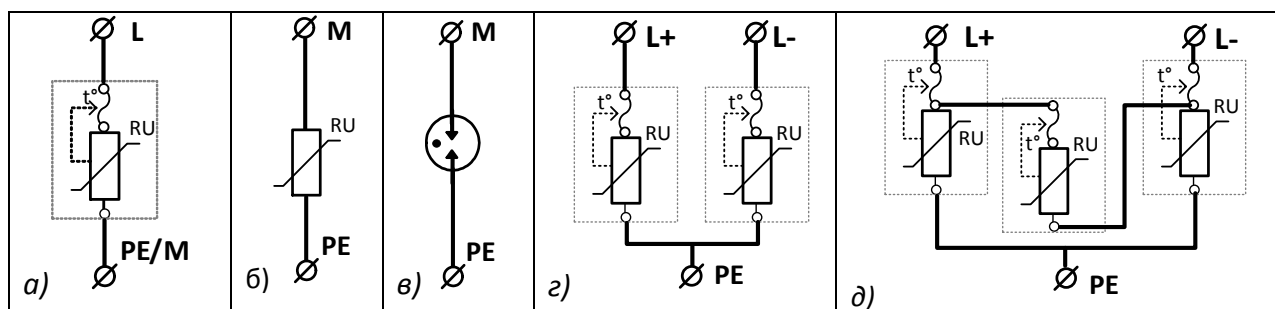 L
t°
RU
PE/M
а)
M
RU
PE
б)
M
PE
в)
L+ L-
t° t°
RU RU
PE
г)
L+ L-
t° t°
RU t° RU RU
PE
д)